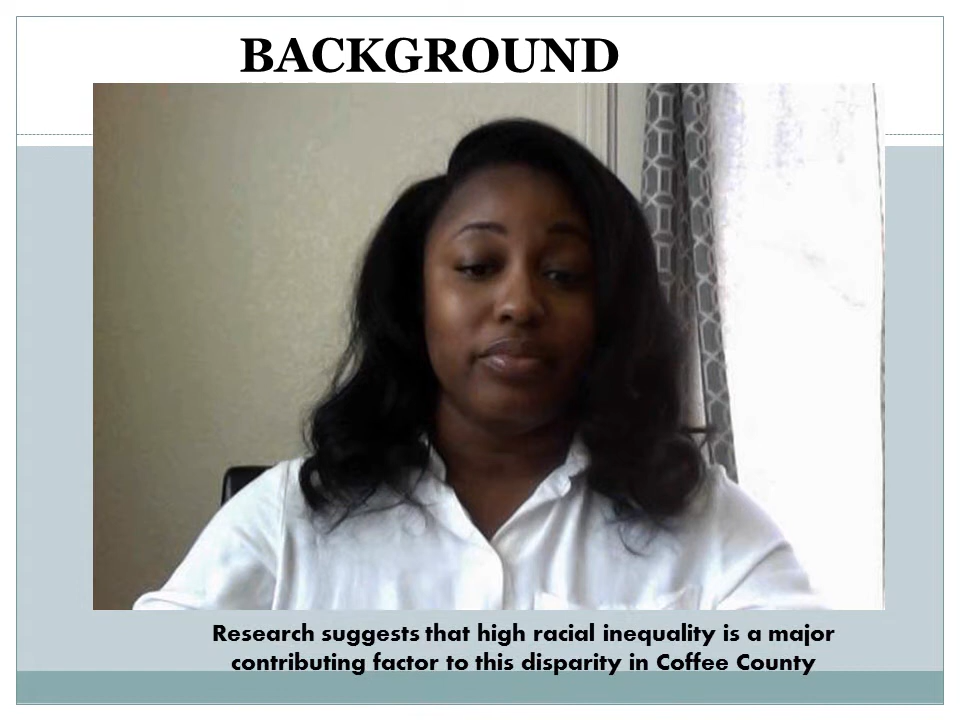 BACKGROUND
Research suggests that high racial inequality is a major
contributing factor to this disparity in Coffee County